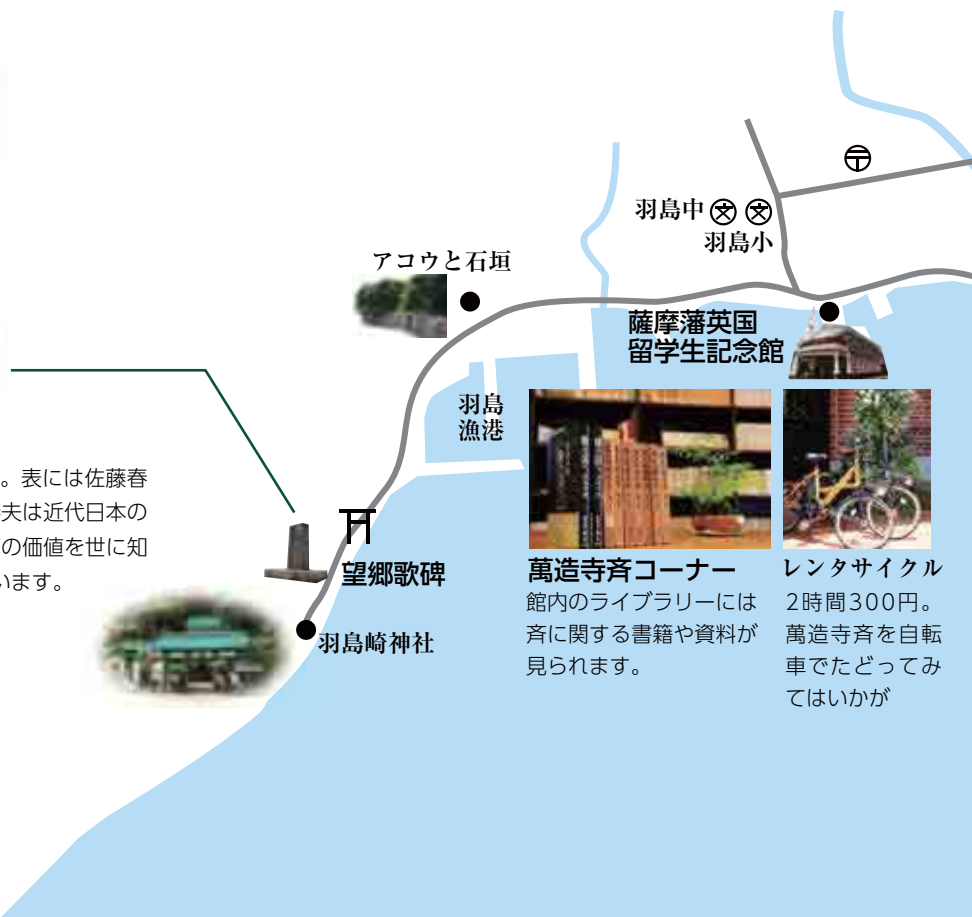 羽島中
羽島小
アコウと石垣
薩摩藩英国
留学生記念館
羽島
漁港
。表には佐藤春
夫は近代日本の
の価値を世に知
います。
望郷歌碑
羽島崎神社
萬造寺斉コーナー
館内のライブラリーには
斉に関する書籍や資料が
見られます。
レンタサイクル
2時間300円。
萬造寺斉を自転
車でたどってみ
てはいかが